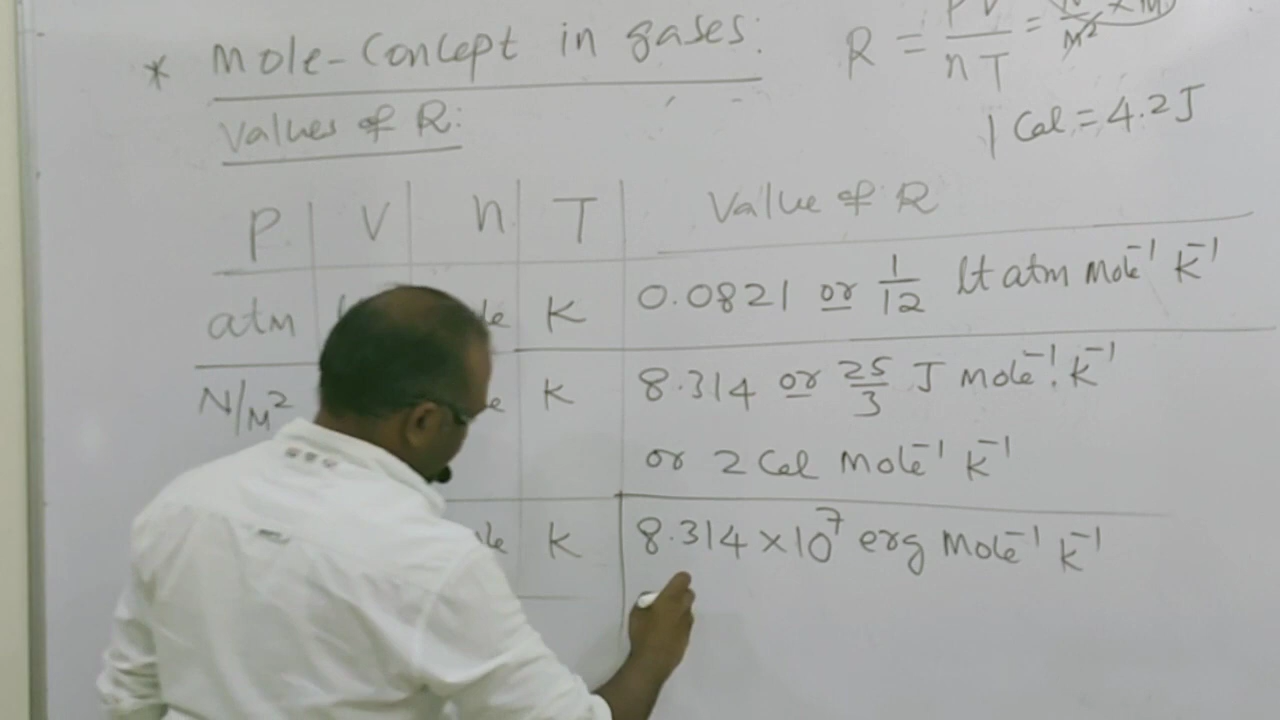 * Mole-Concept in gases:
Values of R:
R = PV/nT =
1 Cal = 4.2J
P V n T Value of R
atm K 0.0821 or 1/12 lt atm mole⁻¹ K⁻¹
N/M² K 8.314 or 25/3 J mole⁻¹. K⁻¹
or 2 Cal mole⁻¹ K⁻¹
K 8.314 × 10⁷ erg mole⁻¹ K⁻¹